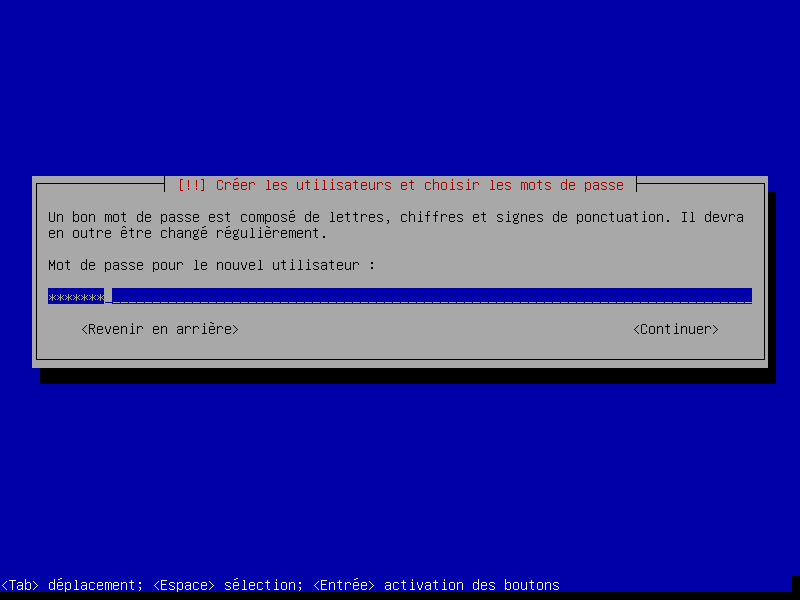 [!!] Créer les utilisateurs et choisir les mots de passe
Un bon mot de passe est composé de lettres, chiffres et signes de ponctuation. Il devra
en outre être changé régulièrement.
Mot de passe pour le nouvel utilisateur :
*******
<Revenir en arrière> <Continuer>
<Tab> déplacement; <Espace> sélection; <Entrée> activation des boutons